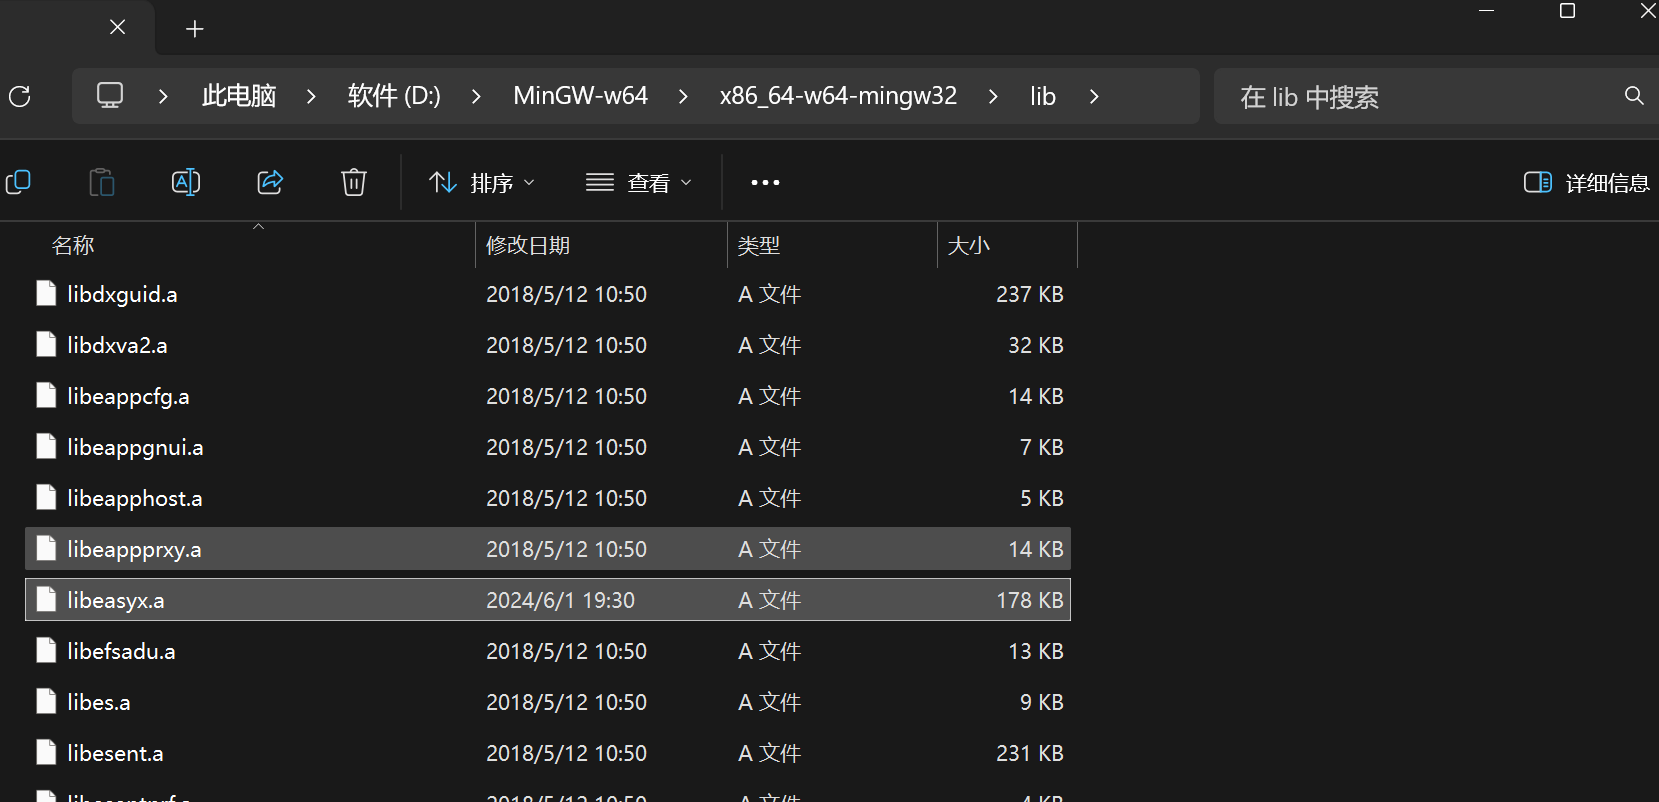 此电脑 软件 (D:) MinGW-w64 x86_64-w64-mingw32 lib 在 lib 中搜索
排序 查看 详细信息
名称 修改日期 类型 大小
libdxguid.a 2018/5/12 10:50 A 文件 237 KB
libdxva2.a 2018/5/12 10:50 A 文件 32 KB
libeappcfg.a 2018/5/12 10:50 A 文件 14 KB
libeappgnui.a 2018/5/12 10:50 A 文件 7 KB
libeapphost.a 2018/5/12 10:50 A 文件 5 KB
libeappprxy.a 2018/5/12 10:50 A 文件 14 KB
libeasyx.a 2024/6/1 19:30 A 文件 178 KB
libefsadu.a 2018/5/12 10:50 A 文件 13 KB
libes.a 2018/5/12 10:50 A 文件 9 KB
libesent.a 2018/5/12 10:50 A 文件 231 KB